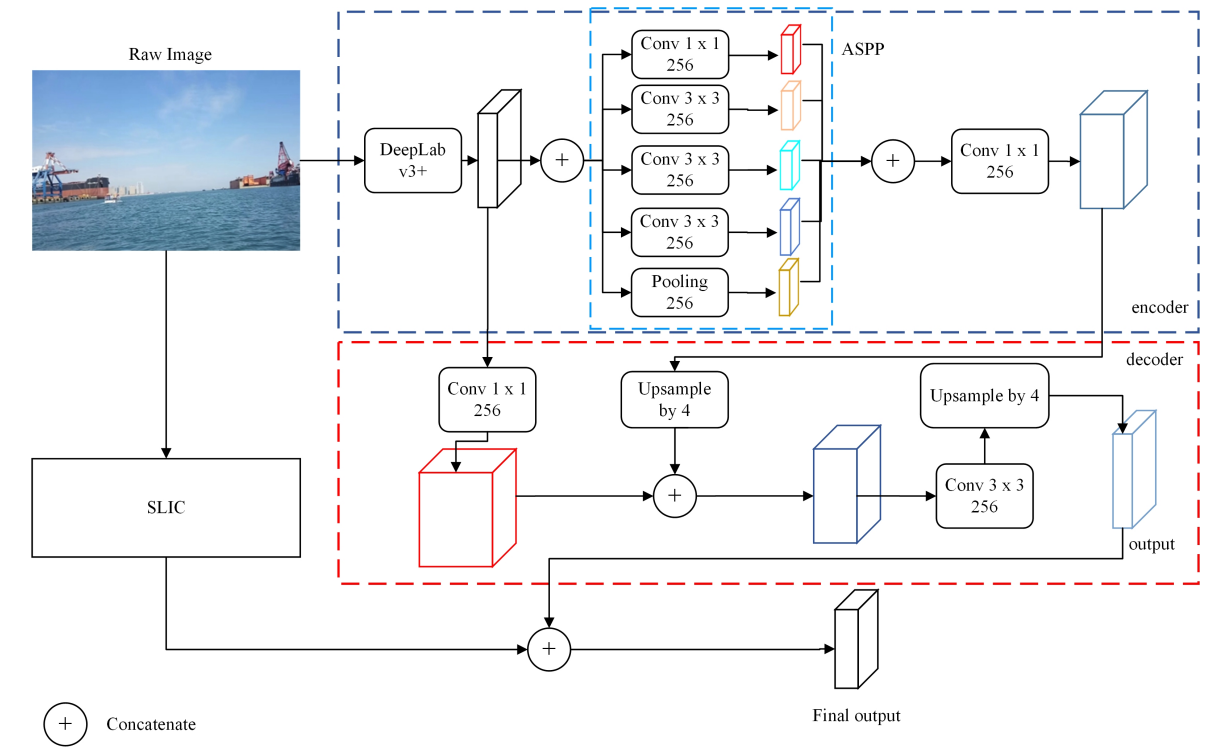 Raw Image
DeepLab
v3+
+
Conv 1 x 1
256
Conv 3 x 3
256
Conv 3 x 3
256
Conv 3 x 3
256
Pooling
256
ASPP
+
Conv 1 x 1
256
encoder
decoder
Conv 1 x 1
256
Upsample
by 4
+
Conv 3 x 3
256
Upsample by 4
output
SLIC
+
Final output
+
Concatenate